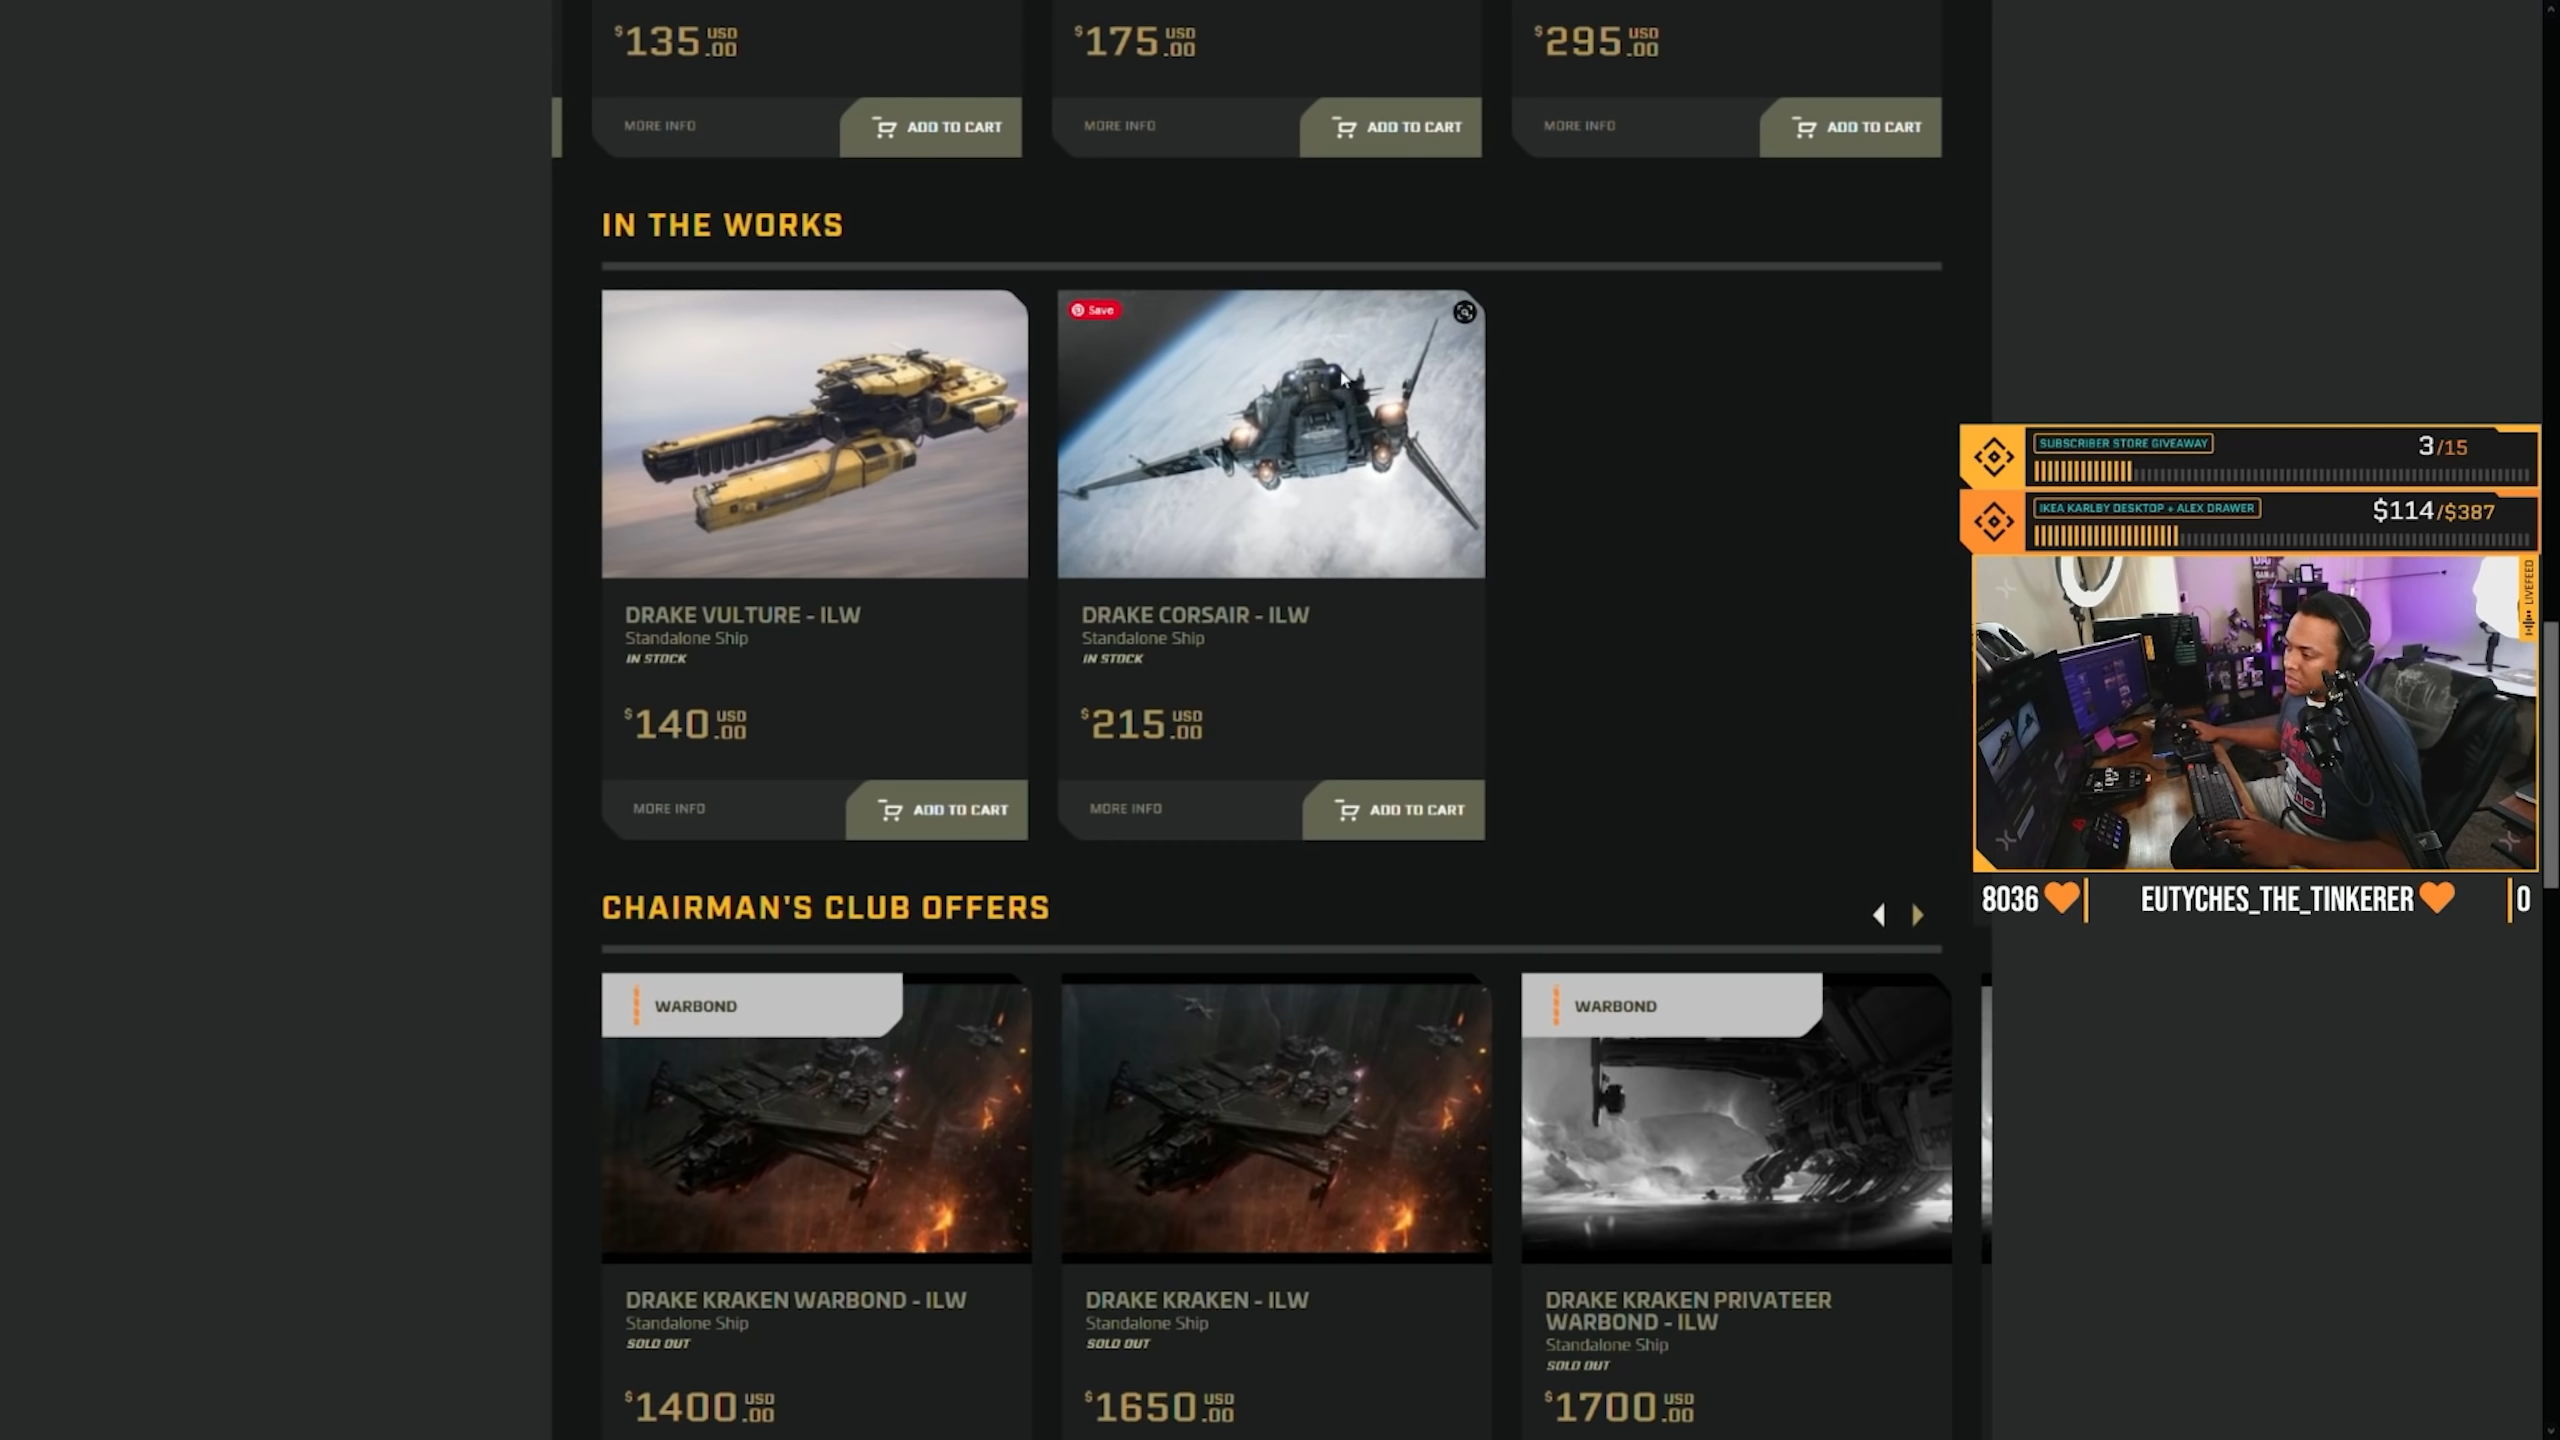 $135 USD .00
$175 USD .00
$295 USD .00
MORE INFO
ADD TO CART
MORE INFO
ADD TO CART
MORE INFO
ADD TO CART
IN THE WORKS
Save
DRAKE VULTURE - ILW
Standalone Ship
IN STOCK
$140 USD .00
MORE INFO
ADD TO CART
DRAKE CORSAIR - ILW
Standalone Ship
IN STOCK
$215 USD .00
MORE INFO
ADD TO CART
CHAIRMAN'S CLUB OFFERS
WARBOND
DRAKE KRAKEN WARBOND - ILW
Standalone Ship
SOLD OUT
$1400 USD .00
DRAKE KRAKEN - ILW
Standalone Ship
SOLD OUT
$1650 USD .00
WARBOND
DRAKE KRAKEN PRIVATEER
WARBOND - ILW
Standalone Ship
SOLD OUT
$1700 USD .00
SUBSCRIBER STORE GIVEAWAY
3/15
IKEA KARLBY DESKTOP + ALEX DRAWER
$114/$387
LIVEFEED
8036
EUTYCHES_THE_TINKERER
0